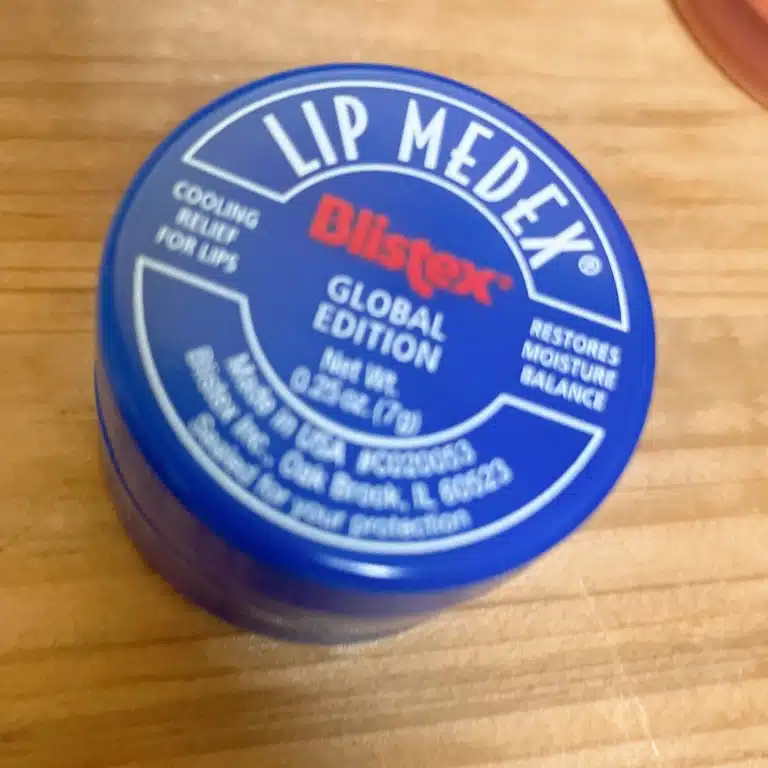 LIP MEDEX®
COOLING
RELIEF
FOR LIPS
Blistex®
GLOBAL
EDITION
Net Wt.
0.25 oz. (7g)
RESTORES
MOISTURE
BALANCE
Made in USA
Blistex Inc., Oak Brook, IL 60523
Sealed for your protection